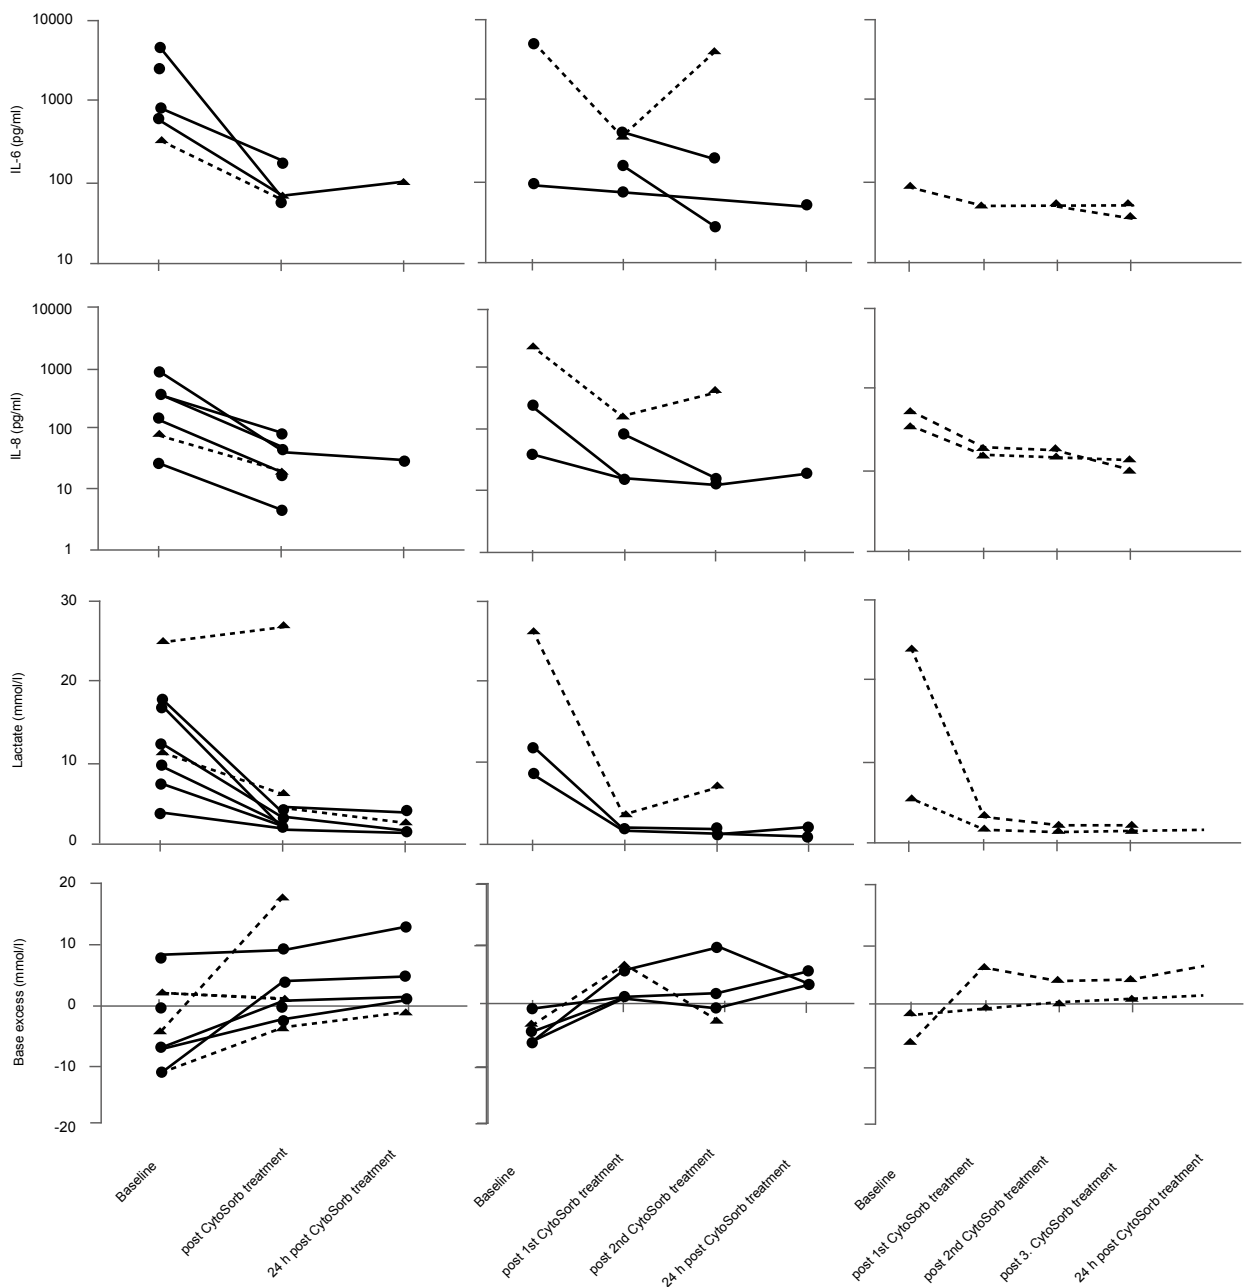 10000
1000
100
10
IL-6 (pg/ml)
10000
1000
100
10
1
IL-8 (pg/ml)
30
20
10
0
Lactate (mmol/l)
20
10
0
-10
-20
Base excess (mmol/l)
Baseline
post CytoSorb treatment
24 h post CytoSorb treatment
Baseline
post 1st CytoSorb treatment
post 2nd CytoSorb treatment
24 h post CytoSorb treatment
Baseline
post 1st CytoSorb treatment
post 2nd CytoSorb treatment
post 3. CytoSorb treatment
24 h post CytoSorb treatment